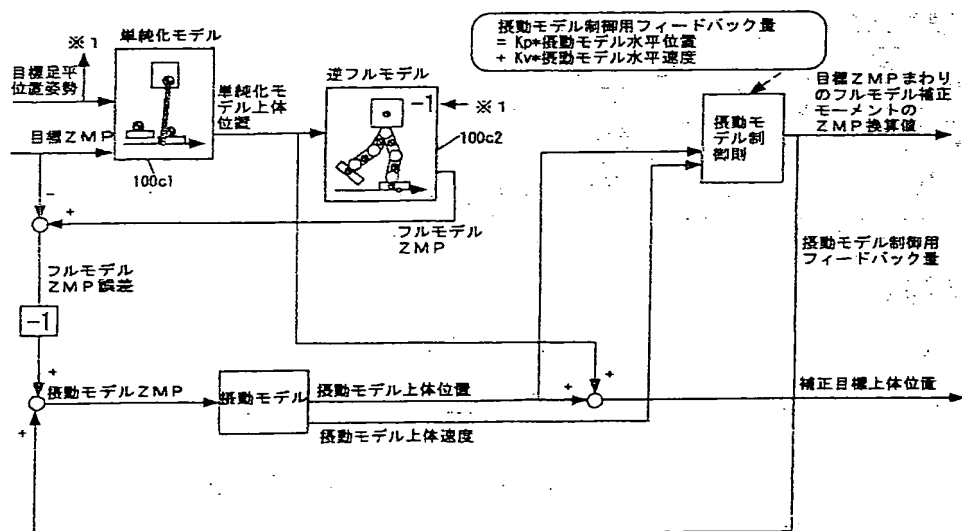 摂動モデル制御用フィードバック量
= Kp*摂動モデル水平位置
+ Kv*摂動モデル水平速度
※1
単純化モデル
目標足平
位置姿勢
目標ZMP
100c1
単純化モ
デル上体
位置
逆フルモデル
-1
※1
100c2
摂動モ
デル制
御則
目標ZMPまわり
のフルモデル補正
モーメントの
ZMP換算値
-
+
フルモデル
ZMP
フルモデル
ZMP誤差
摂動モデル制御用
フィードバック量
-1
+
摂動モデルZMP
+
摂動モデル
摂動モデル上体位置
摂動モデル上体速度
+
+
補正目標上体位置